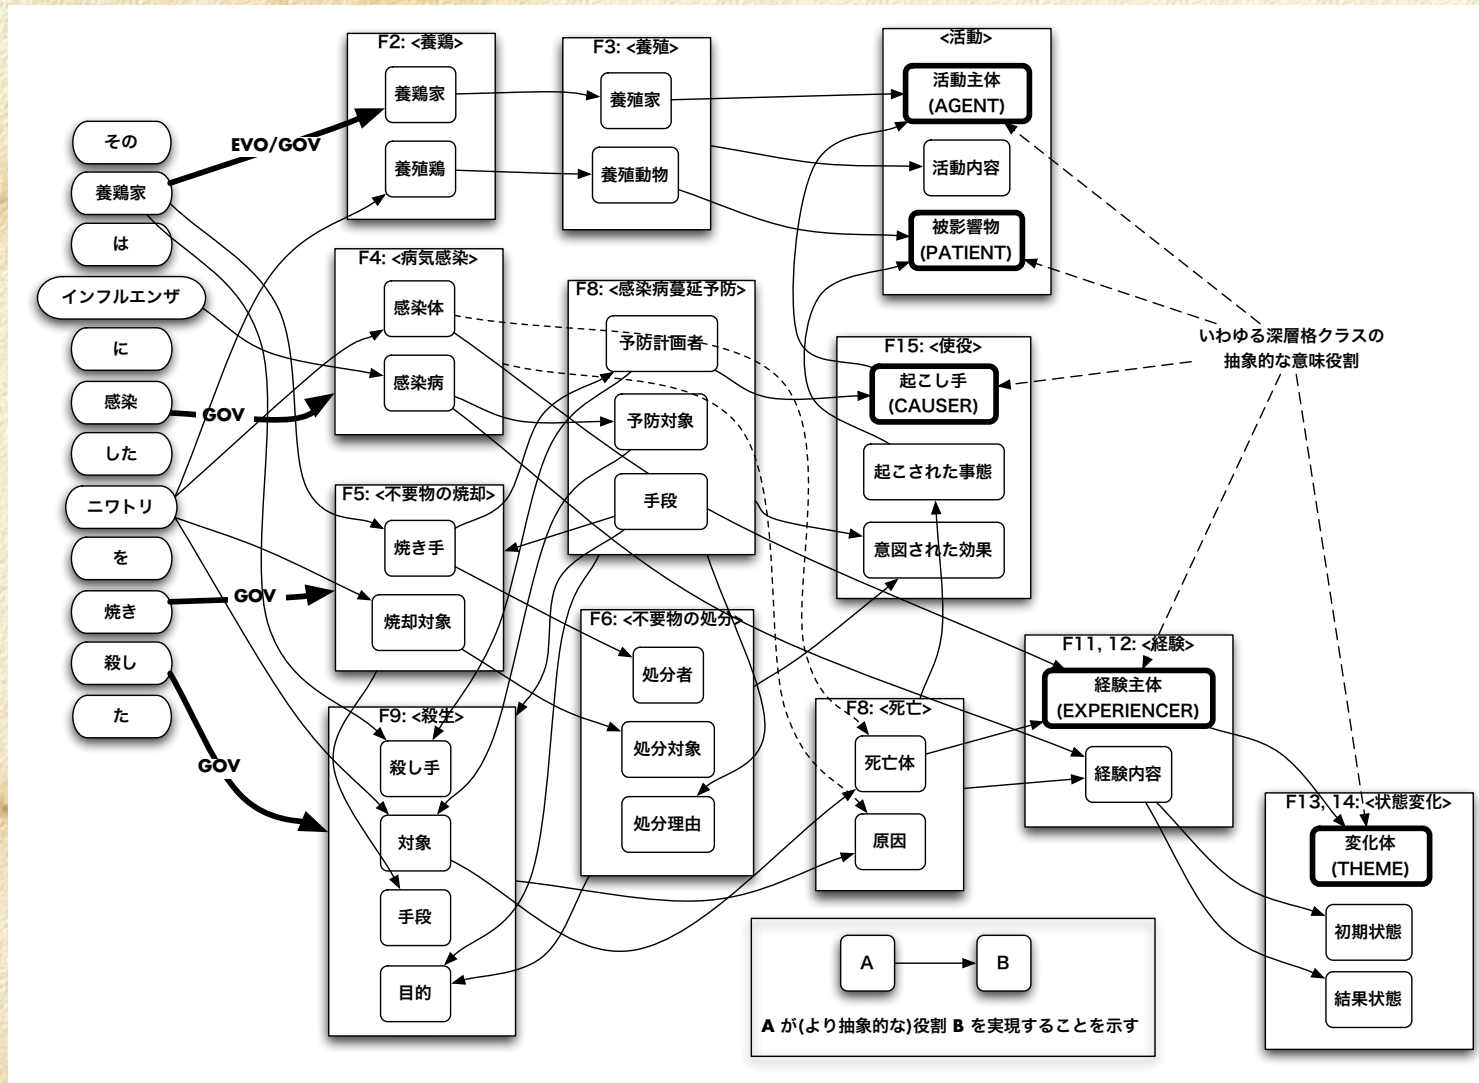 その
養鶏家
は
インフルエンザ
に
感染
した
ニワトリ
を
焼き
殺し
た
EVO/GOV
GOV
GOV
GOV
F2: <養鶏>
養鶏家
養殖鶏
F3: <養殖>
養殖家
養殖動物
<活動>
活動主体
(AGENT)
活動内容
被影響物
(PATIENT)
F4: <病気感染>
感染体
感染病
F8: <感染病蔓延予防>
予防計画者
予防対象
手段
F15: <使役>
起こし手
(CAUSER)
起こされた事態
意図された効果
いわゆる深層格クラスの
抽象的な意味役割
F5: <不要物の焼却>
焼き手
焼却対象
F6: <不要物の処分>
処分者
処分対象
処分理由
F9: <殺生>
殺し手
対象
手段
目的
F8: <死亡>
死亡体
原因
F11, 12: <経験>
経験主体
(EXPERIENCER)
経験内容
F13, 14: <状態変化>
変化体
(THEME)
初期状態
結果状態
A
B
A が(より抽象的な)役割 B を実現することを示す